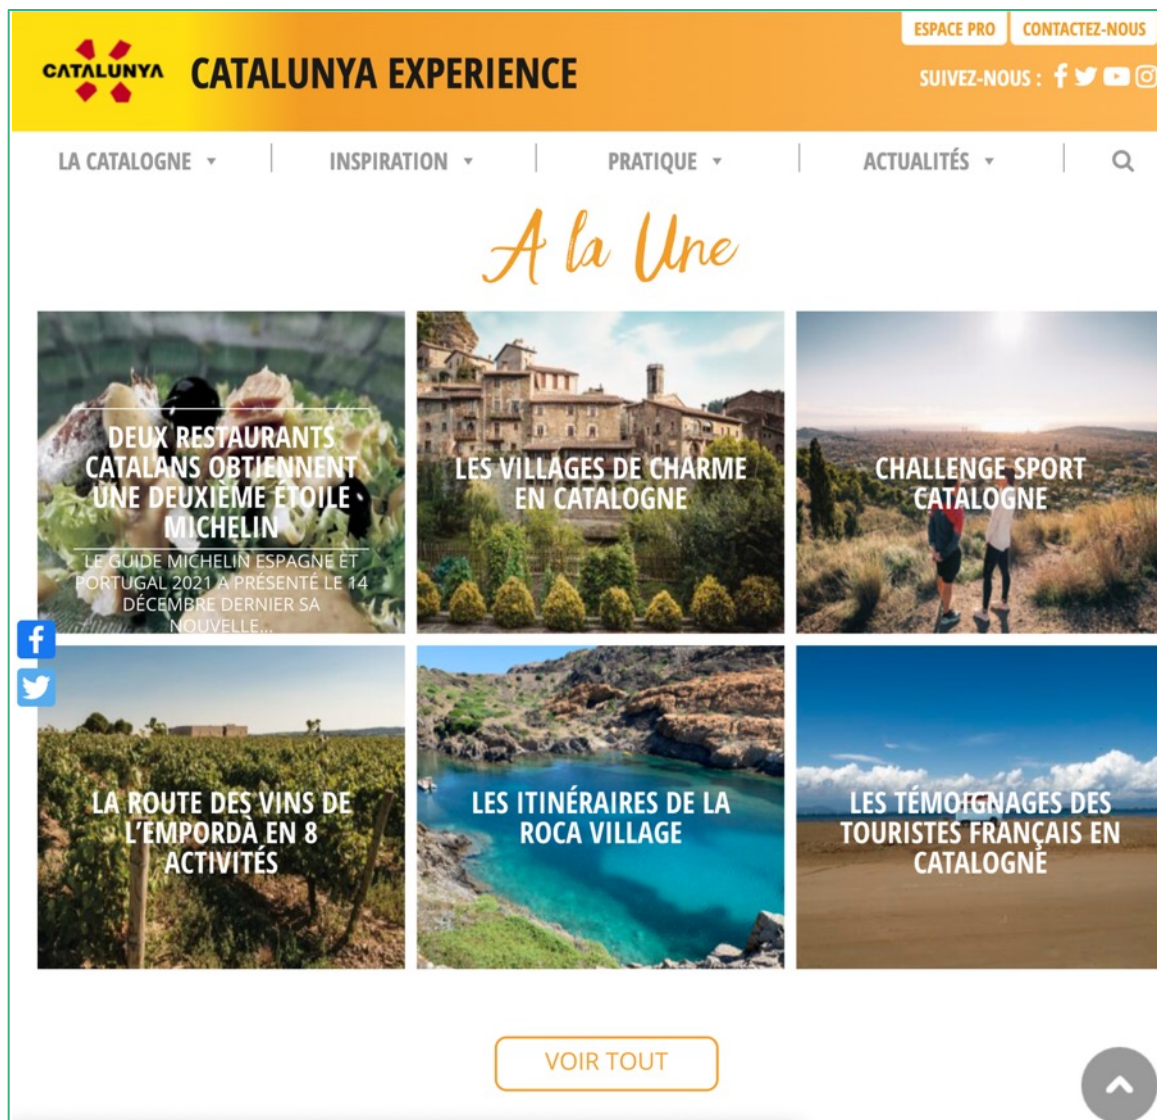 ESPACE PRO
CONTACTEZ-NOUS
CATALUNYA
CATALUNYA EXPERIENCE
SUIVEZ-NOUS :
LA CATALOGNE
INSPIRATION
PRATIQUE
ACTUALITÉS
A la Une
DEUX RESTAURANTS
CATALANS OBTIENNENT
UNE DEUXIÈME ÉTOILE
MICHELIN
LE GUIDE MICHELIN ESPAGNE ET
PORTUGAL 2021 A PRÉSENTÉ LE 14
DÉCEMBRE DERNIER SA
NOUVELLE...
LES VILLAGES DE CHARME
EN CATALOGNE
CHALLENGE SPORT
CATALOGNE
LA ROUTE DES VINS DE
L'EMPORDÀ EN 8
ACTIVITÉS
LES ITINÉRAIRES DE LA
ROCA VILLAGE
LES TÉMOIGNAGES DES
TOURISTES FRANÇAIS EN
CATALOGNE
VOIR TOUT